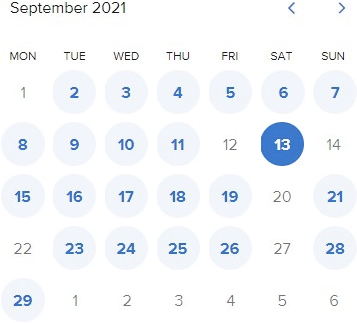 September 2021
MON TUE WED THU FRI SAT SUN
1 2 3 4 5 6 7
8 9 10 11 12 13 14
15 16 17 18 19 20 21
22 23 24 25 26 27 28
29 1 2 3 4 5 6